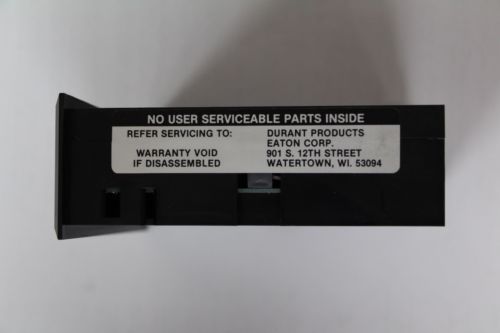 NO USER SERVICEABLE PARTS INSIDE
REFER SERVICING TO: DURANT PRODUCTS
EATON CORP.
WARRANTY VOID 901 S. 12TH STREET
IF DISASSEMBLED WATERTOWN, WI. 53094